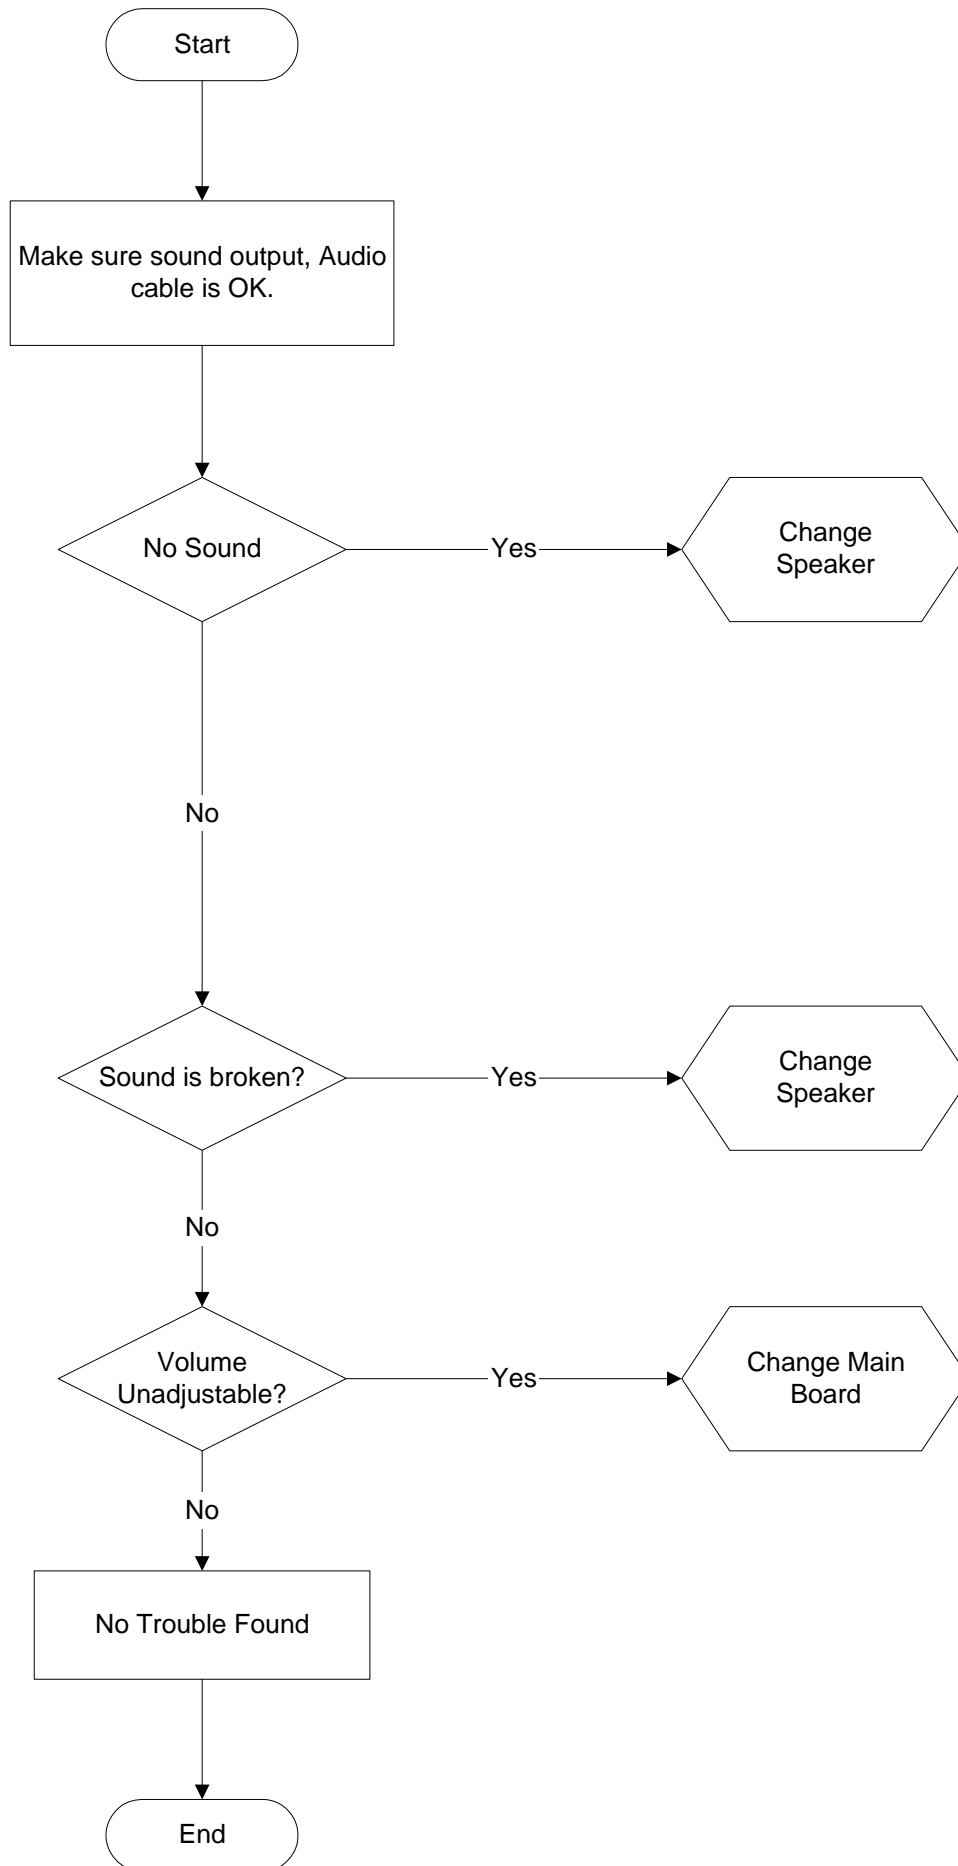 Start
Make sure sound output, Audio
cable is OK.
No Sound
Yes
Change
Speaker
No
Sound is broken?
Yes
Change
Speaker
No
Volume
Unadjustable?
Yes
Change Main
Board
No
No Trouble Found
End